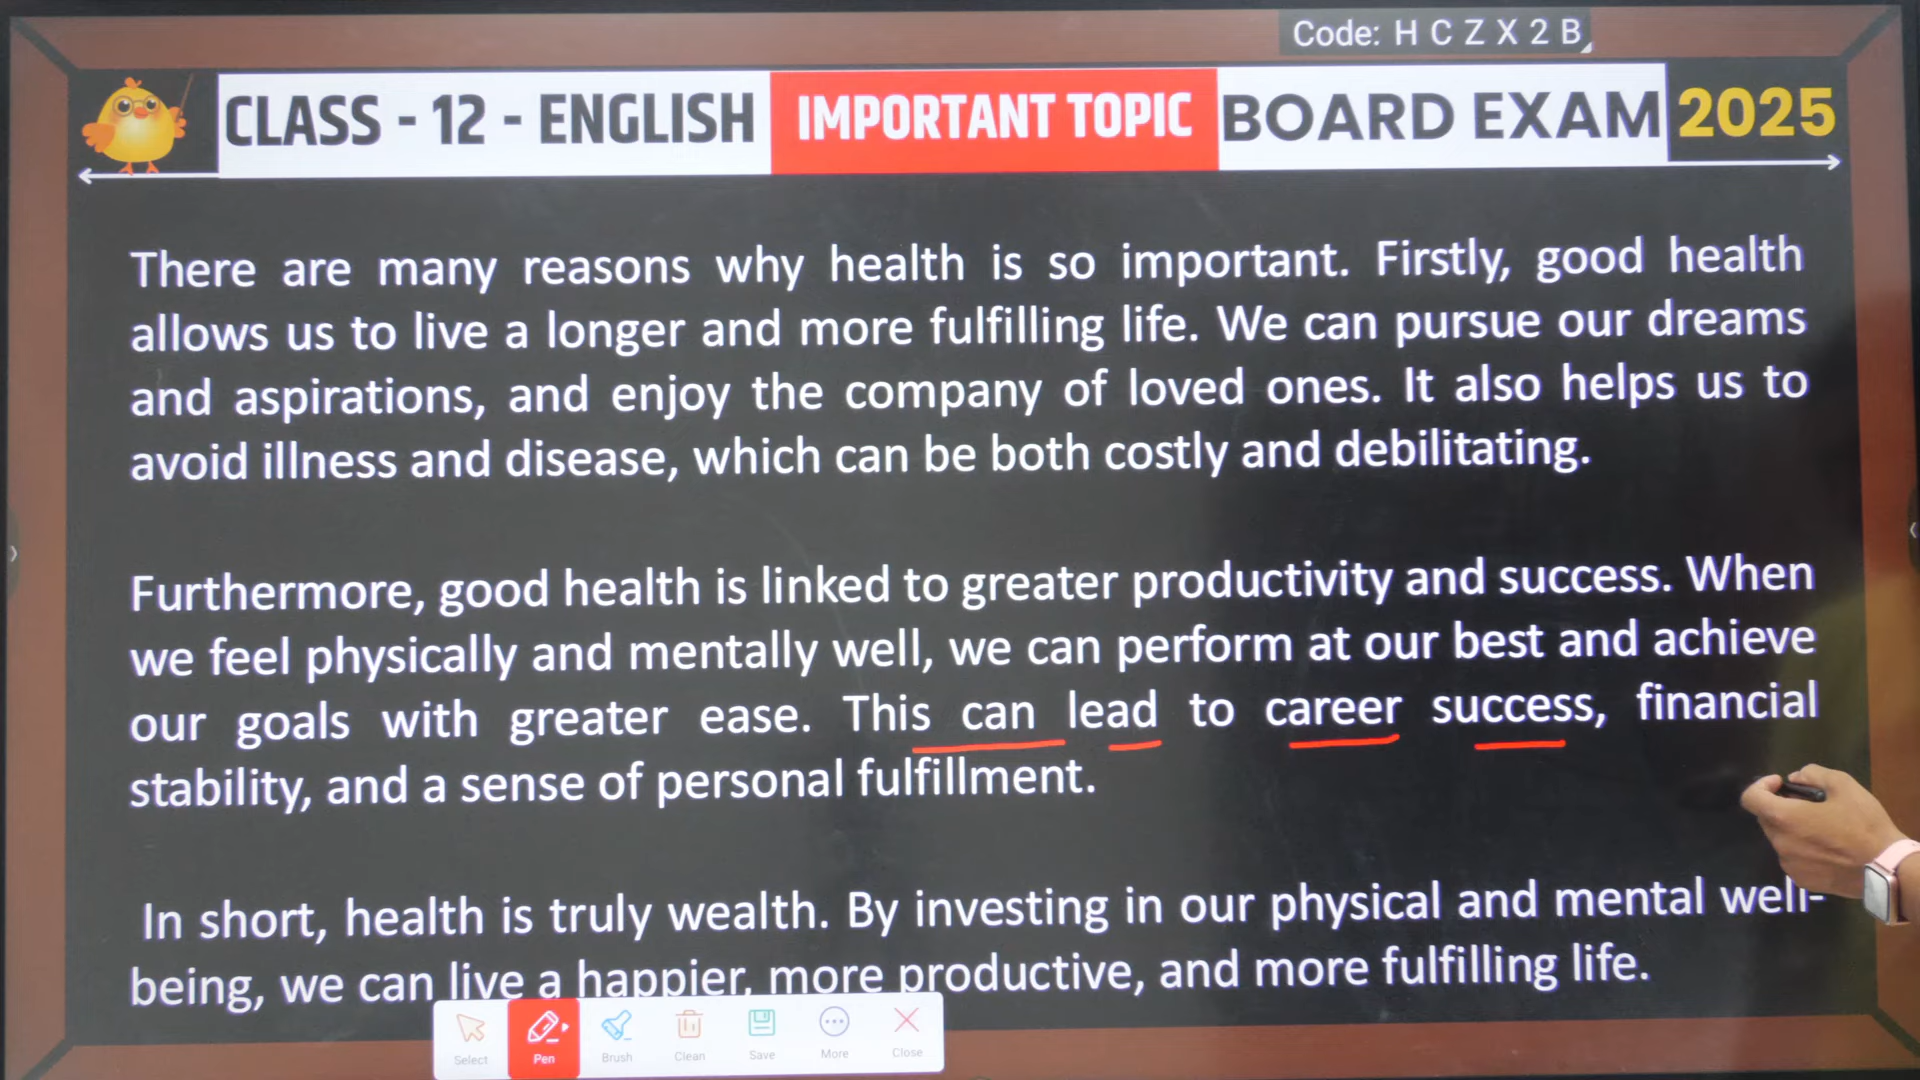 Code: H C Z X 2 B
CLASS - 12 - ENGLISH IMPORTANT TOPIC BOARD EXAM 2025
There are many reasons why health is so important. Firstly, good health
allows us to live a longer and more fulfilling life. We can pursue our dreams
and aspirations, and enjoy the company of loved ones. It also helps us to
avoid illness and disease, which can be both costly and debilitating.
Furthermore, good health is linked to greater productivity and success. When
we feel physically and mentally well, we can perform at our best and achieve
our goals with greater ease. This can lead to career success, financial
stability, and a sense of personal fulfillment.
In short, health is truly wealth. By investing in our physical and mental well-
being, we can live a happier, more productive, and more fulfilling life.
Select Pen Brush Clean Save More Close